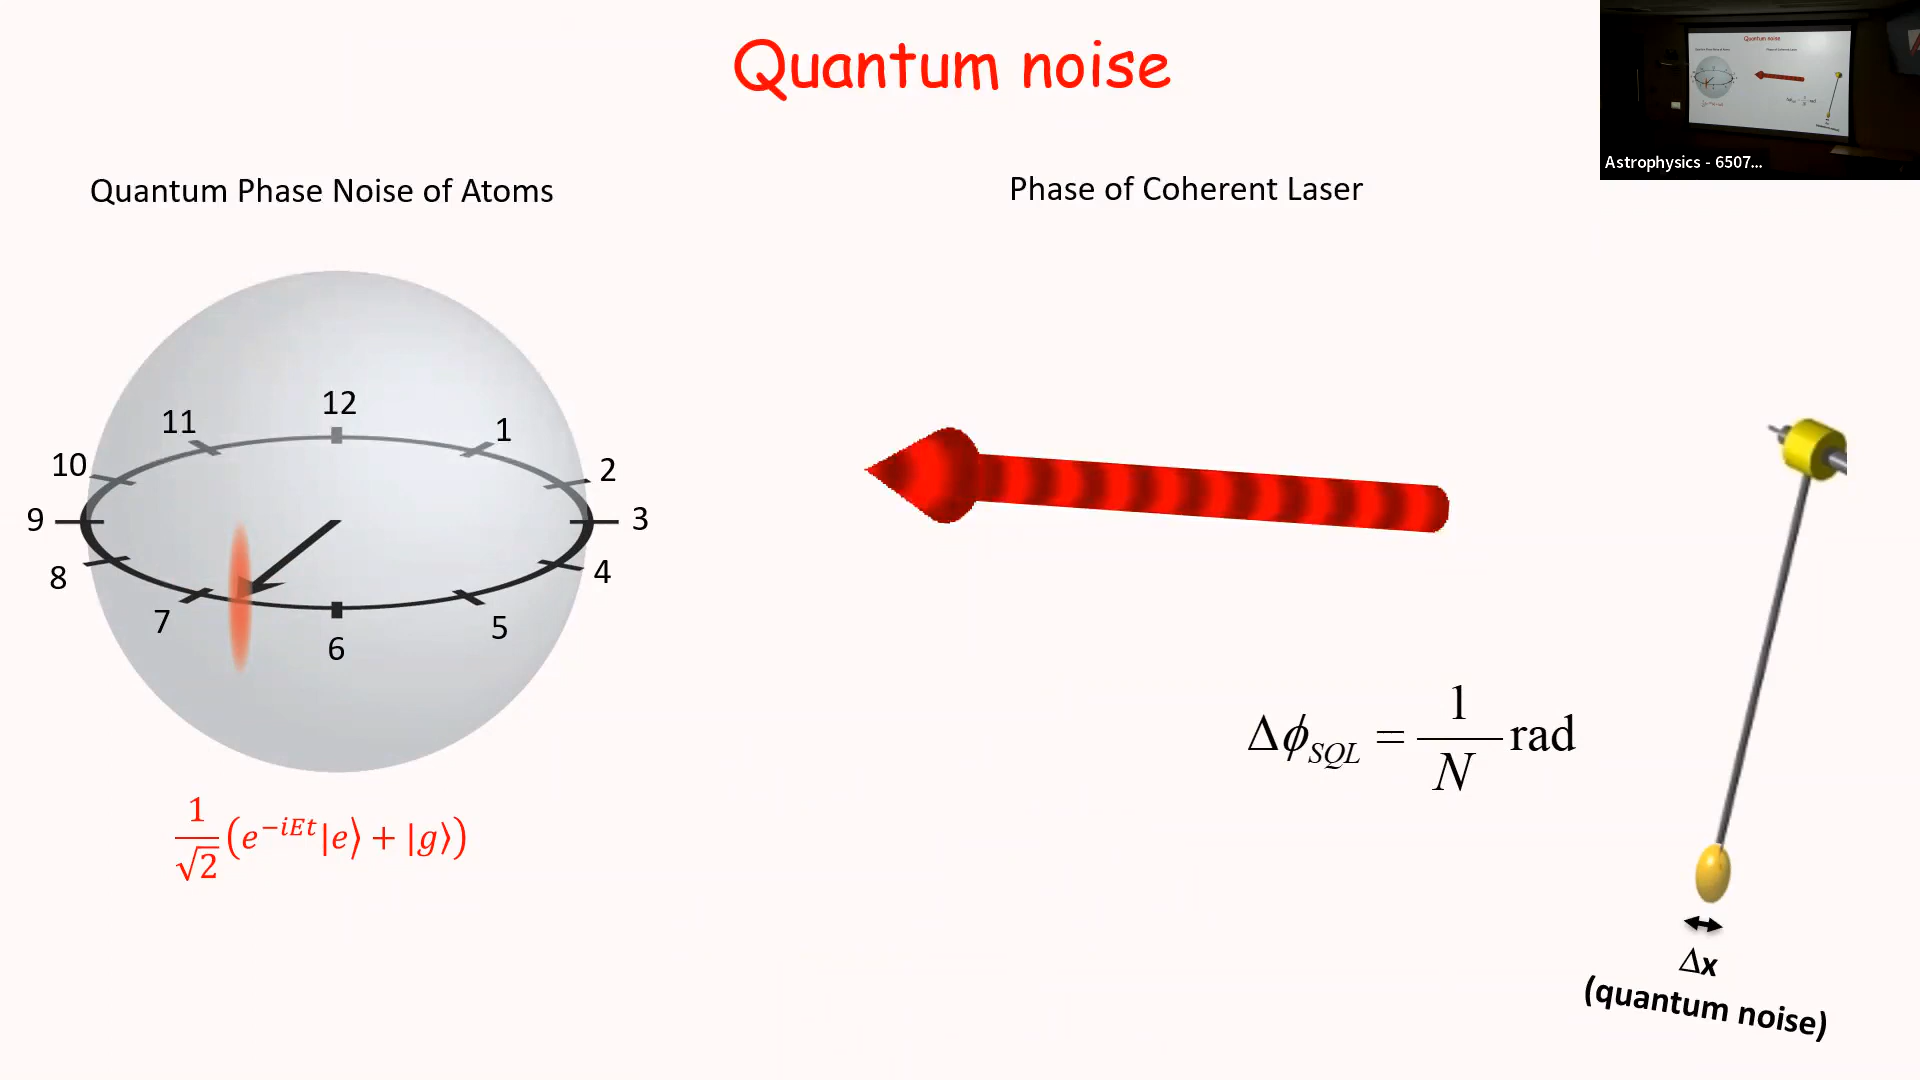 Quantum noise
Astrophysics - 6507...
Quantum Phase Noise of Atoms
Phase of Coherent Laser
12
11
1
10
2
9
3
8
4
7
5
6
Δϕ_SQL = 1/N rad
1/√2 (e^{-iEt}|e⟩ + |g⟩)
Δx
(quantum noise)